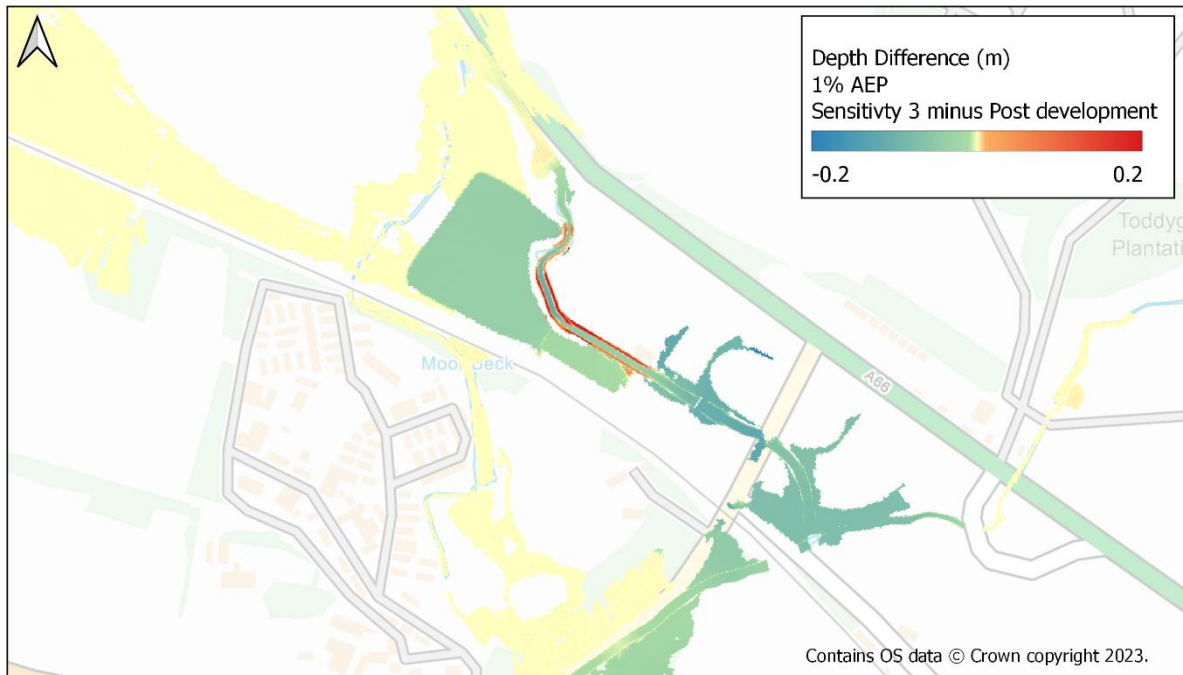 Depth Difference (m)
1% AEP
Sensitivty 3 minus Post development
-0.2 0.2
Toddyg
Plantati
Moor Beck
A66
Contains OS data © Crown copyright 2023.